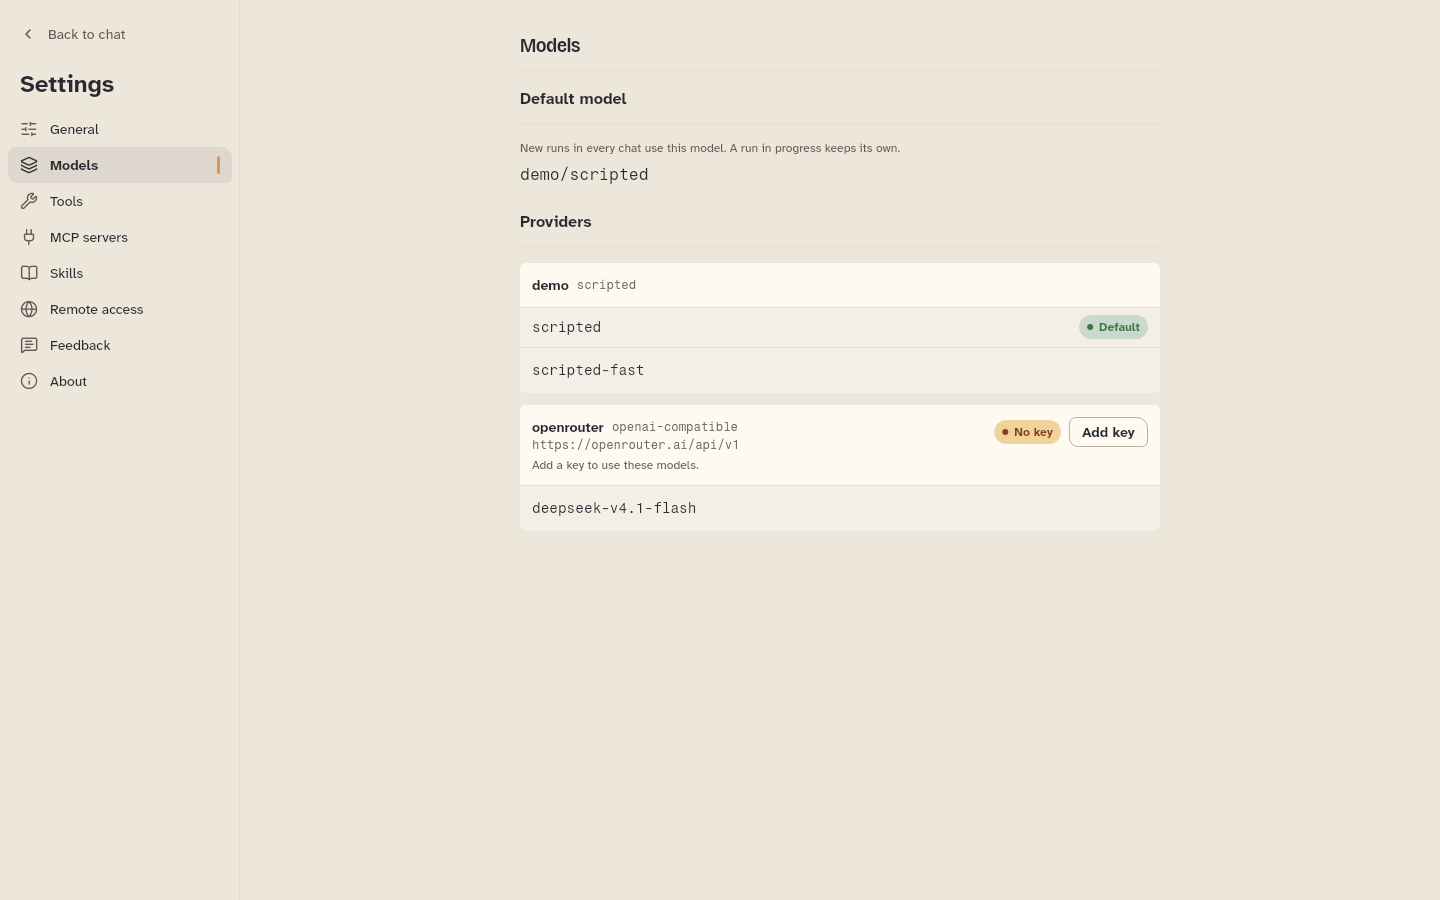 Back to chat
Settings
General
Models
Tools
MCP servers
Skills
Remote access
Feedback
About
Models
Default model
New runs in every chat use this model. A run in progress keeps its own.
demo/scripted
Providers
demo scripted
scripted Default
scripted-fast
openrouter openai-compatible No key Add key
https://openrouter.ai/api/v1
Add a key to use these models.
deepseek-v4.1-flash